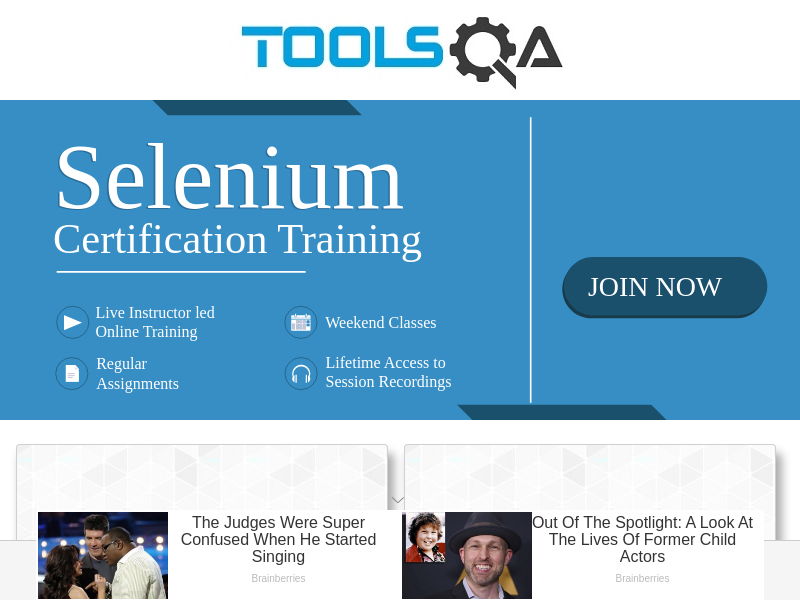 TOOLSQA
Selenium
Certification Training
Live Instructor led
Online Training
Weekend Classes
Regular
Assignments
Lifetime Access to
Session Recordings
JOIN NOW
The Judges Were Super
Confused When He Started
Singing
Brainberries
Out Of The Spotlight: A Look At
The Lives Of Former Child
Actors
Brainberries